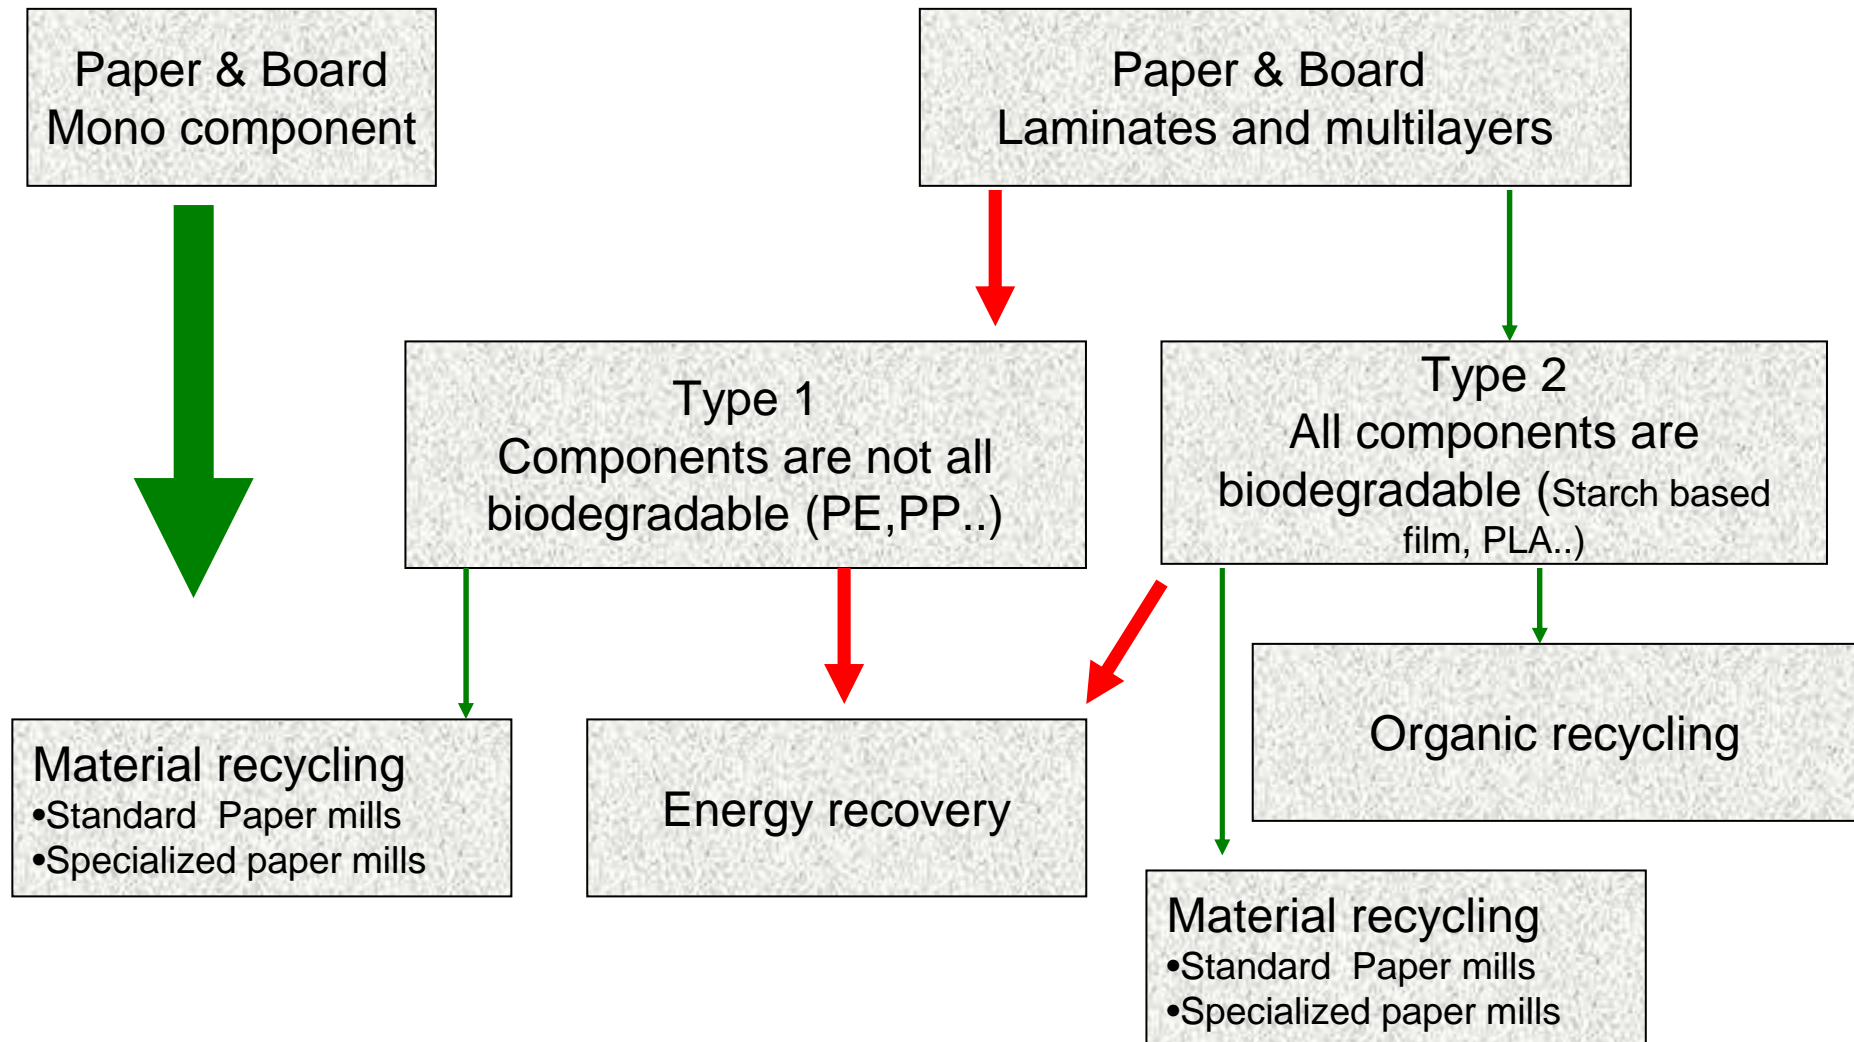 Paper & Board
Mono component
Paper & Board
Laminates and multilayers
Type 1
Components are not all
biodegradable (PE,PP..)
Type 2
All components are
biodegradable (Starch based
film, PLA..)
Material recycling
•Standard  Paper mills
•Specialized paper mills
Energy recovery
Organic recycling
Material recycling
•Standard  Paper mills
•Specialized paper mills